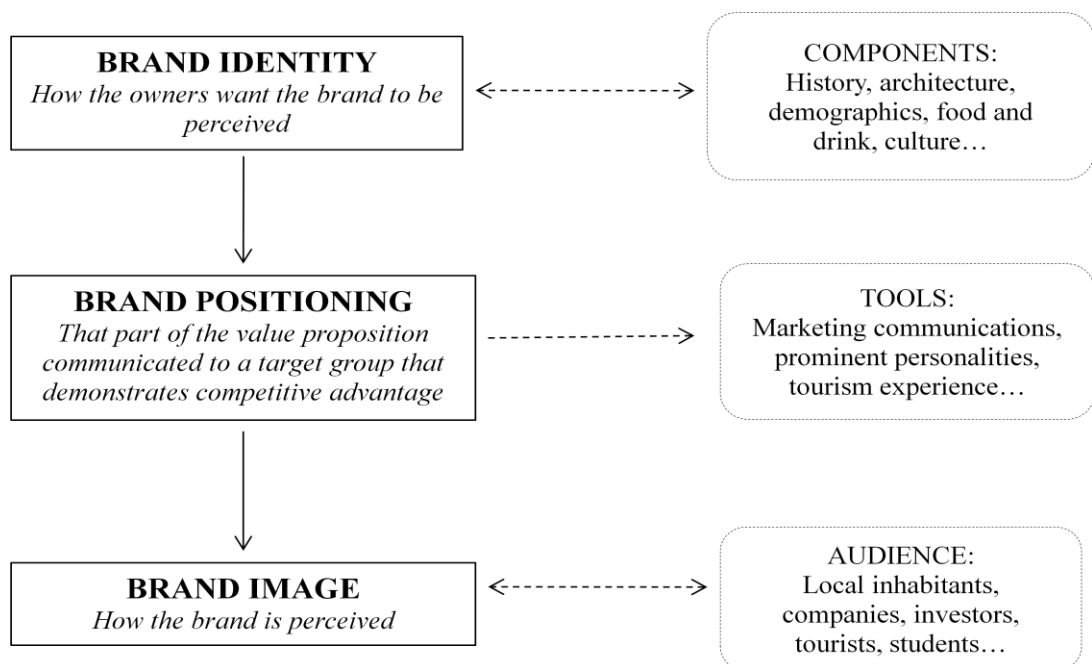 BRAND IDENTITY
How the owners want the brand to be
perceived
COMPONENTS:
History, architecture,
demographics, food and
drink, culture…
BRAND POSITIONING
That part of the value proposition
communicated to a target group that
demonstrates competitive advantage
TOOLS:
Marketing communications,
prominent personalities,
tourism experience…
BRAND IMAGE
How the brand is perceived
AUDIENCE:
Local inhabitants,
companies, investors,
tourists, students…